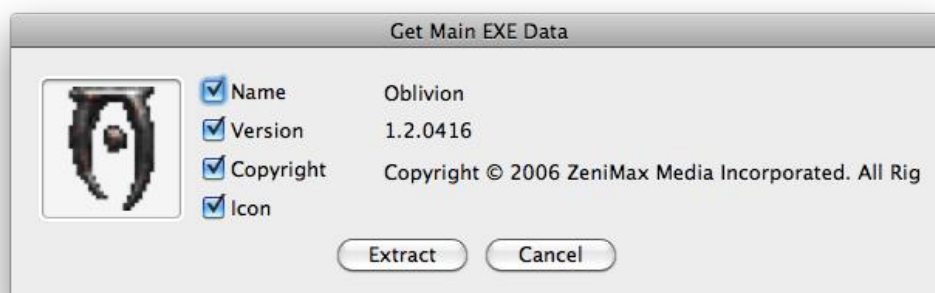 Get Main EXE Data
Name Oblivion
Version 1.2.0416
Copyright Copyright © 2006 ZeniMax Media Incorporated. All Rig
Icon
Extract Cancel